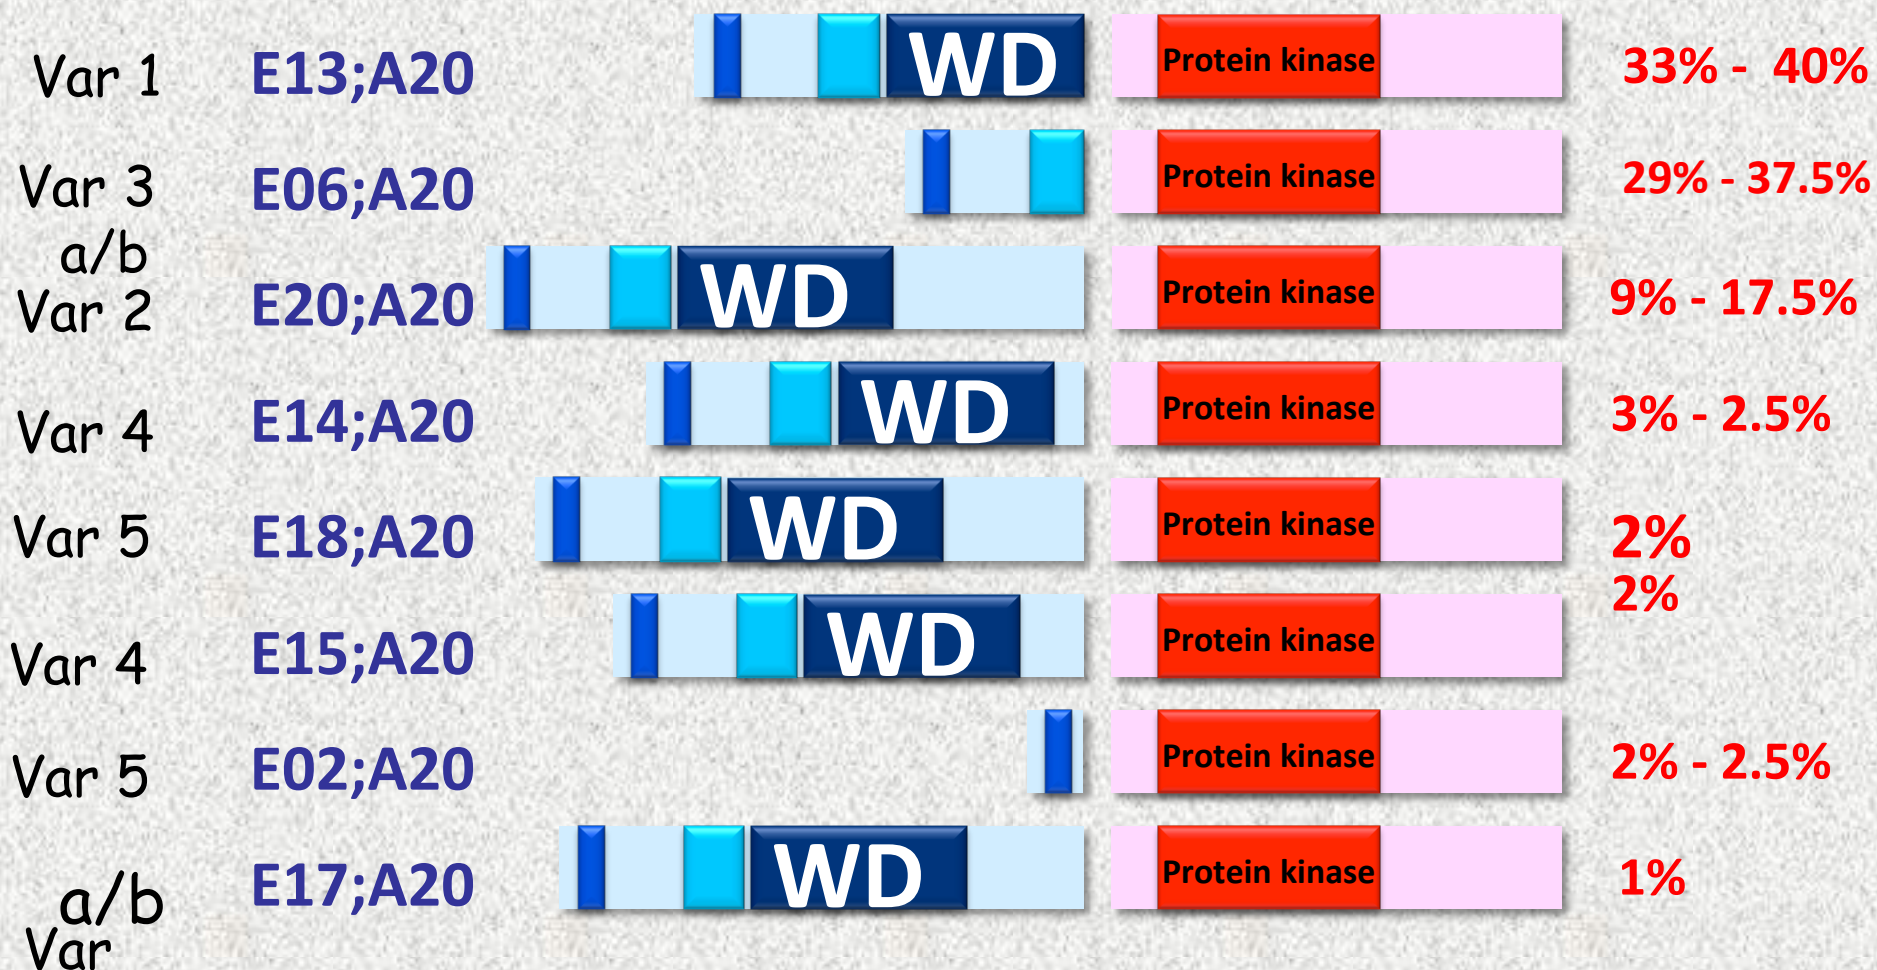 Var 1 E13;A20 WD Protein kinase 33% - 40%
Var 3 E06;A20 Protein kinase 29% - 37.5%
a/b
Var 2 E20;A20 WD Protein kinase 9% - 17.5%
Var 4 E14;A20 WD Protein kinase 3% - 2.5%
Var 5 E18;A20 WD Protein kinase 2%
2%
Var 4 E15;A20 WD Protein kinase
Var 5 E02;A20 Protein kinase 2% - 2.5%
a/b E17;A20 WD Protein kinase 1%
Var